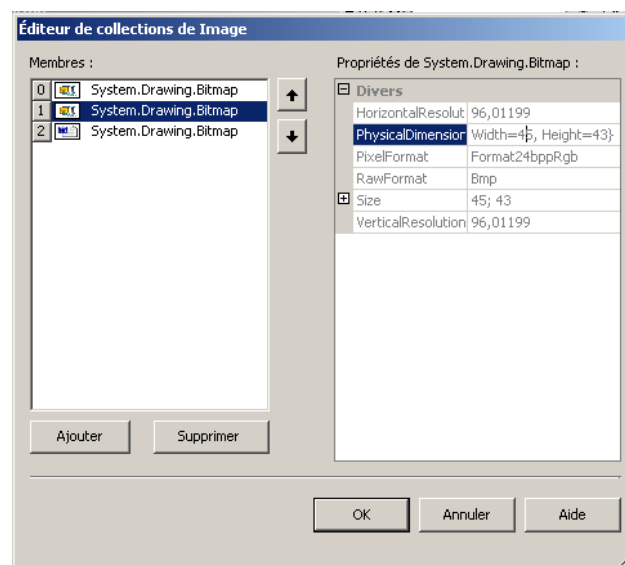 Éditeur de collections de Image
Membres :
0 System.Drawing.Bitmap
1 System.Drawing.Bitmap
2 System.Drawing.Bitmap
Ajouter Supprimer
Propriétés de System.Drawing.Bitmap :
Divers
HorizontalResolut 96,01199
PhysicalDimension Width=45, Height=43}
PixelFormat Format24bppRgb
RawFormat Bmp
Size 45; 43
VerticalResolution 96,01199
OK Annuler Aide